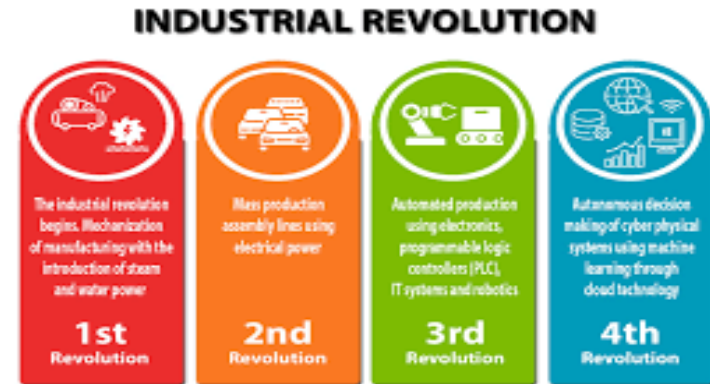 INDUSTRIAL REVOLUTION
The industrial revolution
begins. Mechanization
of manufacturing with the
introduction of steam
and water power
1st
Revolution
Mass production
assembly lines using
electrical power
2nd
Revolution
Automated production
using electronics,
programmable logic
controllers (PLC),
IT systems and robotics
3rd
Revolution
Autonomous decision
making of cyber physical
systems using machine
learning through
cloud technology
4th
Revolution